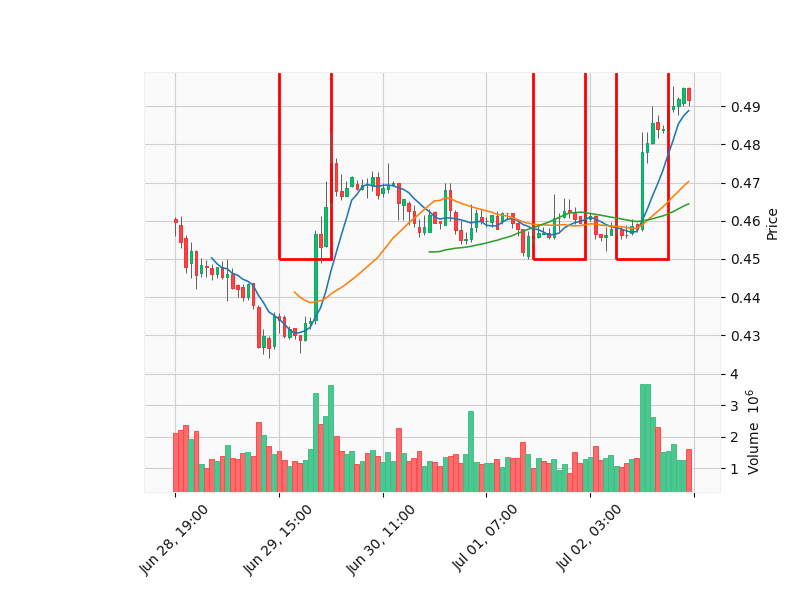 0.49
0.48
0.47
0.46
0.45
0.44
0.43
Price
4
3
2
1
Volume 10⁶
Jun 28, 19:00
Jun 29, 15:00
Jun 30, 11:00
Jul 01, 07:00
Jul 02, 03:00